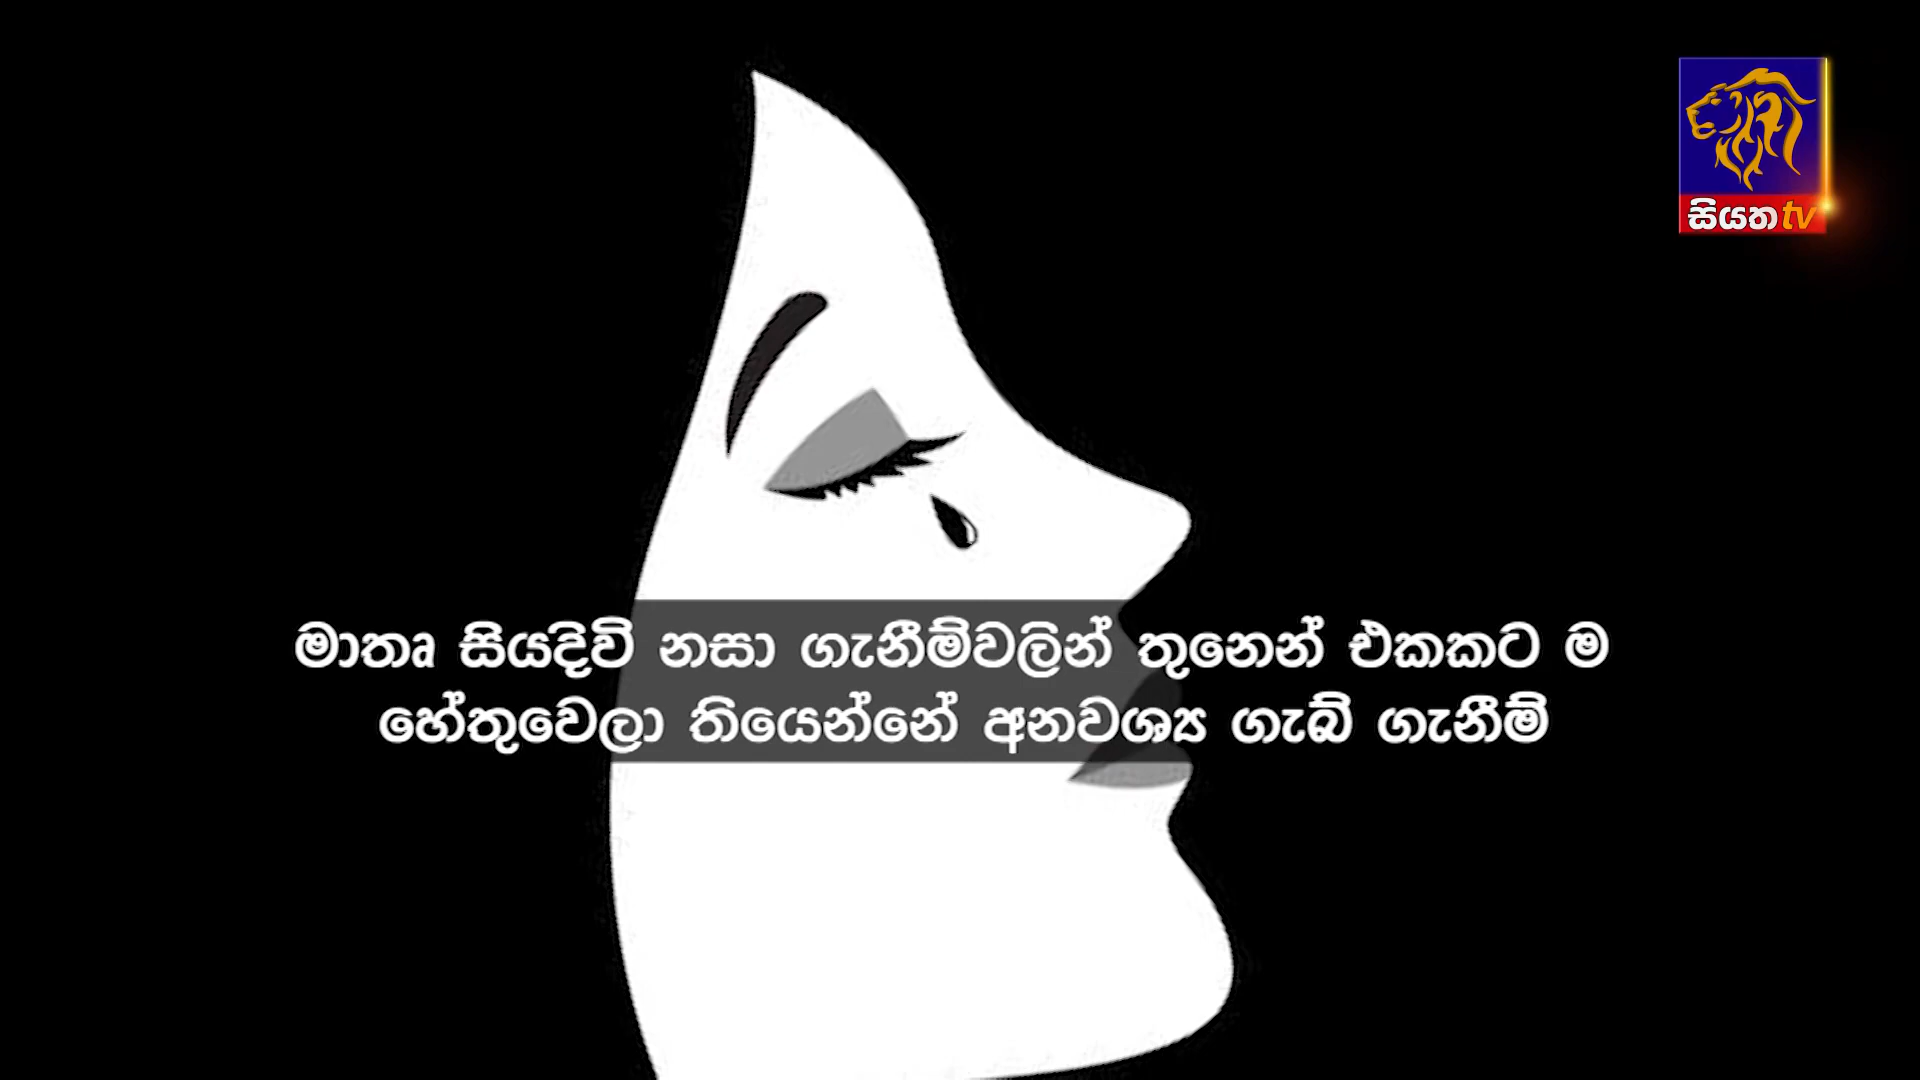 සියත tv
මාතෘ සියදිවි නසා ගැනීම්වලින් තුනෙන් එකකට ම
හේතුවෙලා තියෙන්නේ අනවශ්‍ය ගැබ් ගැනීම්